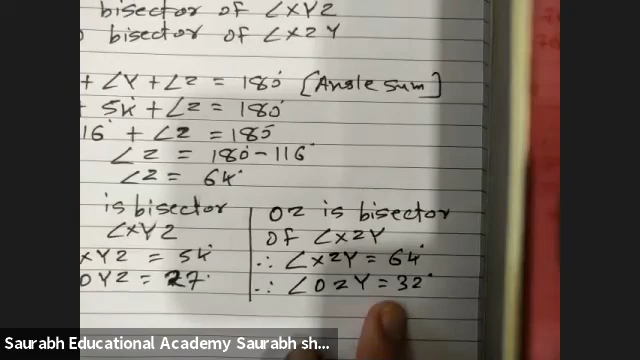 bisector of ∠XYZ
bisector of ∠XZY
+ ∠Y + ∠Z = 180° [Angle sum]
+ 54 + ∠Z = 180°
116° + ∠Z = 180
∠Z = 180 - 116°
∠Z = 64°
is bisector
∠XYZ
XYZ = 54°
OYZ = 27°
OZ is bisector
of ∠XZY
∴ ∠XZY = 64°
∴ ∠OZY = 32°
Saurabh Educational Academy Saurabh sh...